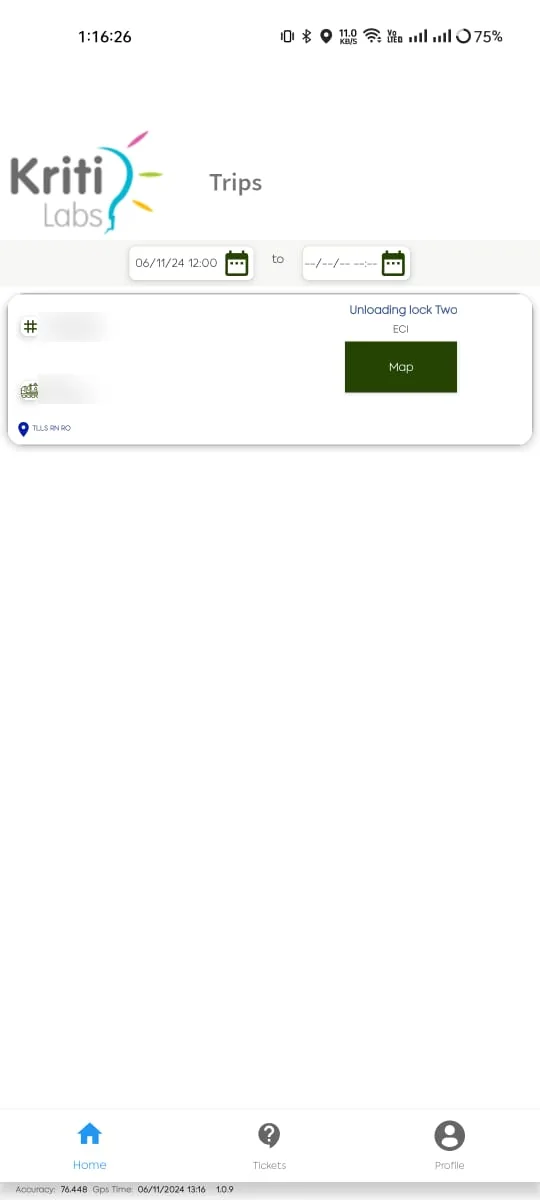 1:16:26
11.0 KB/S Vo LTED 75%
Kriti
Labs
Trips
06/11/24 12:00 to --/--/-- --:--
Unloading lock Two
ECI
Map
TLLS RN RO
Home Tickets Profile
Accuracy: 76.448 Gps Time: 06/11/2024 13:16 1.0.9